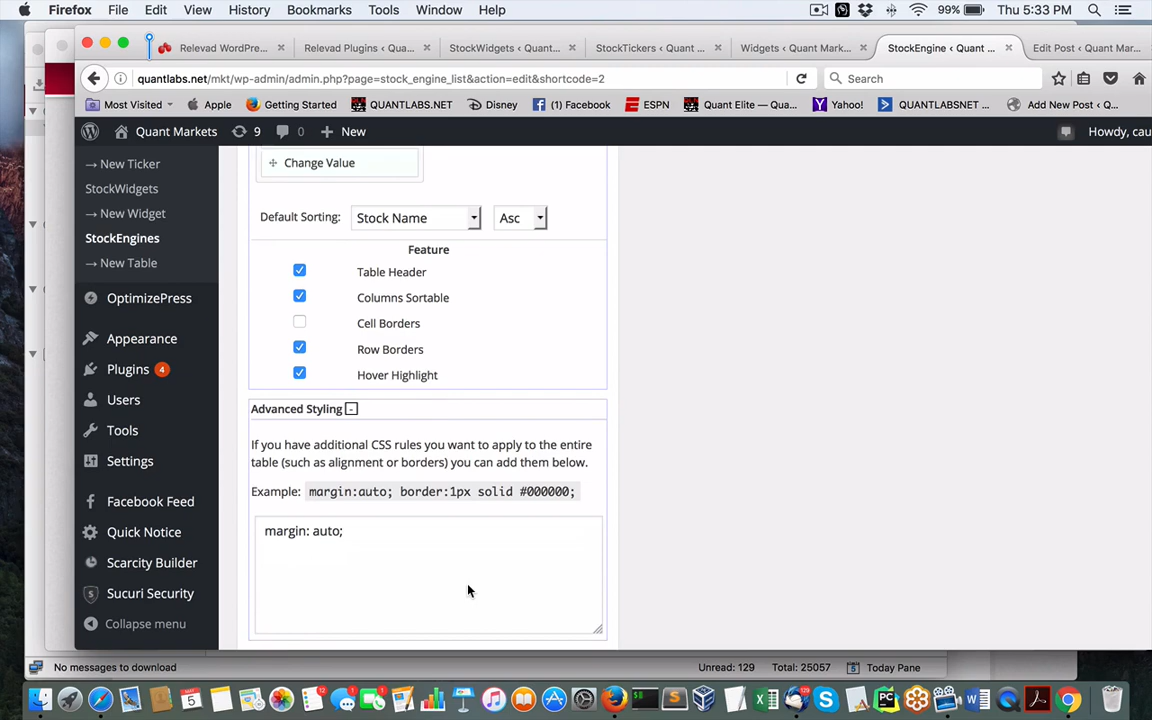 Firefox File Edit View History Bookmarks Tools Window Help 99% Thu 5:33 PM
Relevad WordPre... × Relevad Plugins < Qua... × StockWidgets < Quant... × StockTickers < Quant ... × Widgets < Quant Mark... × StockEngine < Quant ... × Edit Post < Quant Mark...
quantlabs.net/mkt/wp-admin/admin.php?page=stock_engine_list&action=edit&shortcode=2 Search
Most Visited Apple Getting Started QUANTLABS.NET Disney (1) Facebook ESPN Quant Elite — Qua... Yahoo! QUANTLABSNET ... Add New Post < Q...
Quant Markets 9 0 + New Howdy, cau
→ New Ticker
StockWidgets
→ New Widget
StockEngines
→ New Table
OptimizePress
Appearance
Plugins 4
Users
Tools
Settings
Facebook Feed
Quick Notice
Scarcity Builder
Sucuri Security
Collapse menu
Change Value
Default Sorting: Stock Name Asc
Feature
Table Header
Columns Sortable
Cell Borders
Row Borders
Hover Highlight
Advanced Styling -
If you have additional CSS rules you want to apply to the entire
table (such as alignment or borders) you can add them below.
Example: margin:auto; border:1px solid #000000;
margin: auto;
No messages to download Unread: 129 Total: 25057 5 Today Pane